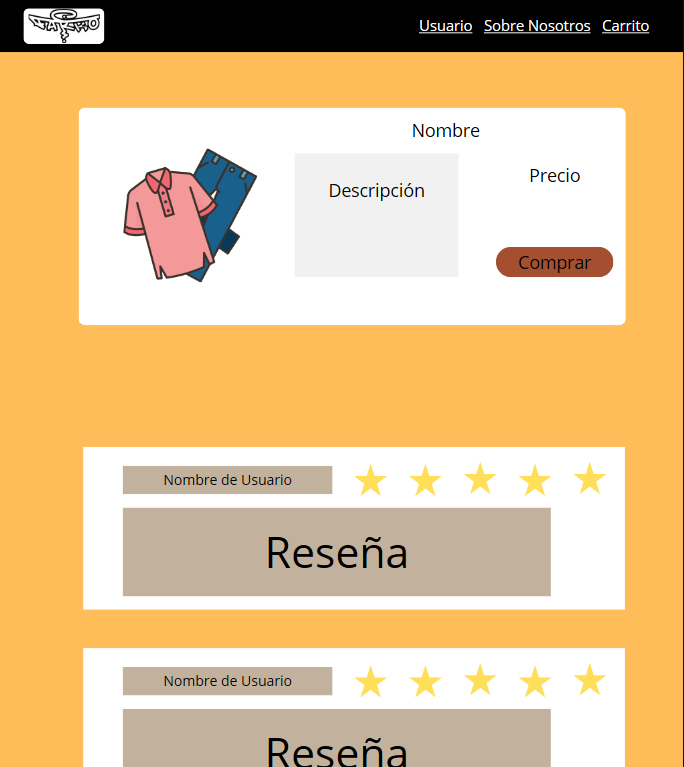 Usuario Sobre Nosotros Carrito
Nombre
Descripción
Precio
Comprar
Nombre de Usuario
Reseña
Nombre de Usuario
Reseña